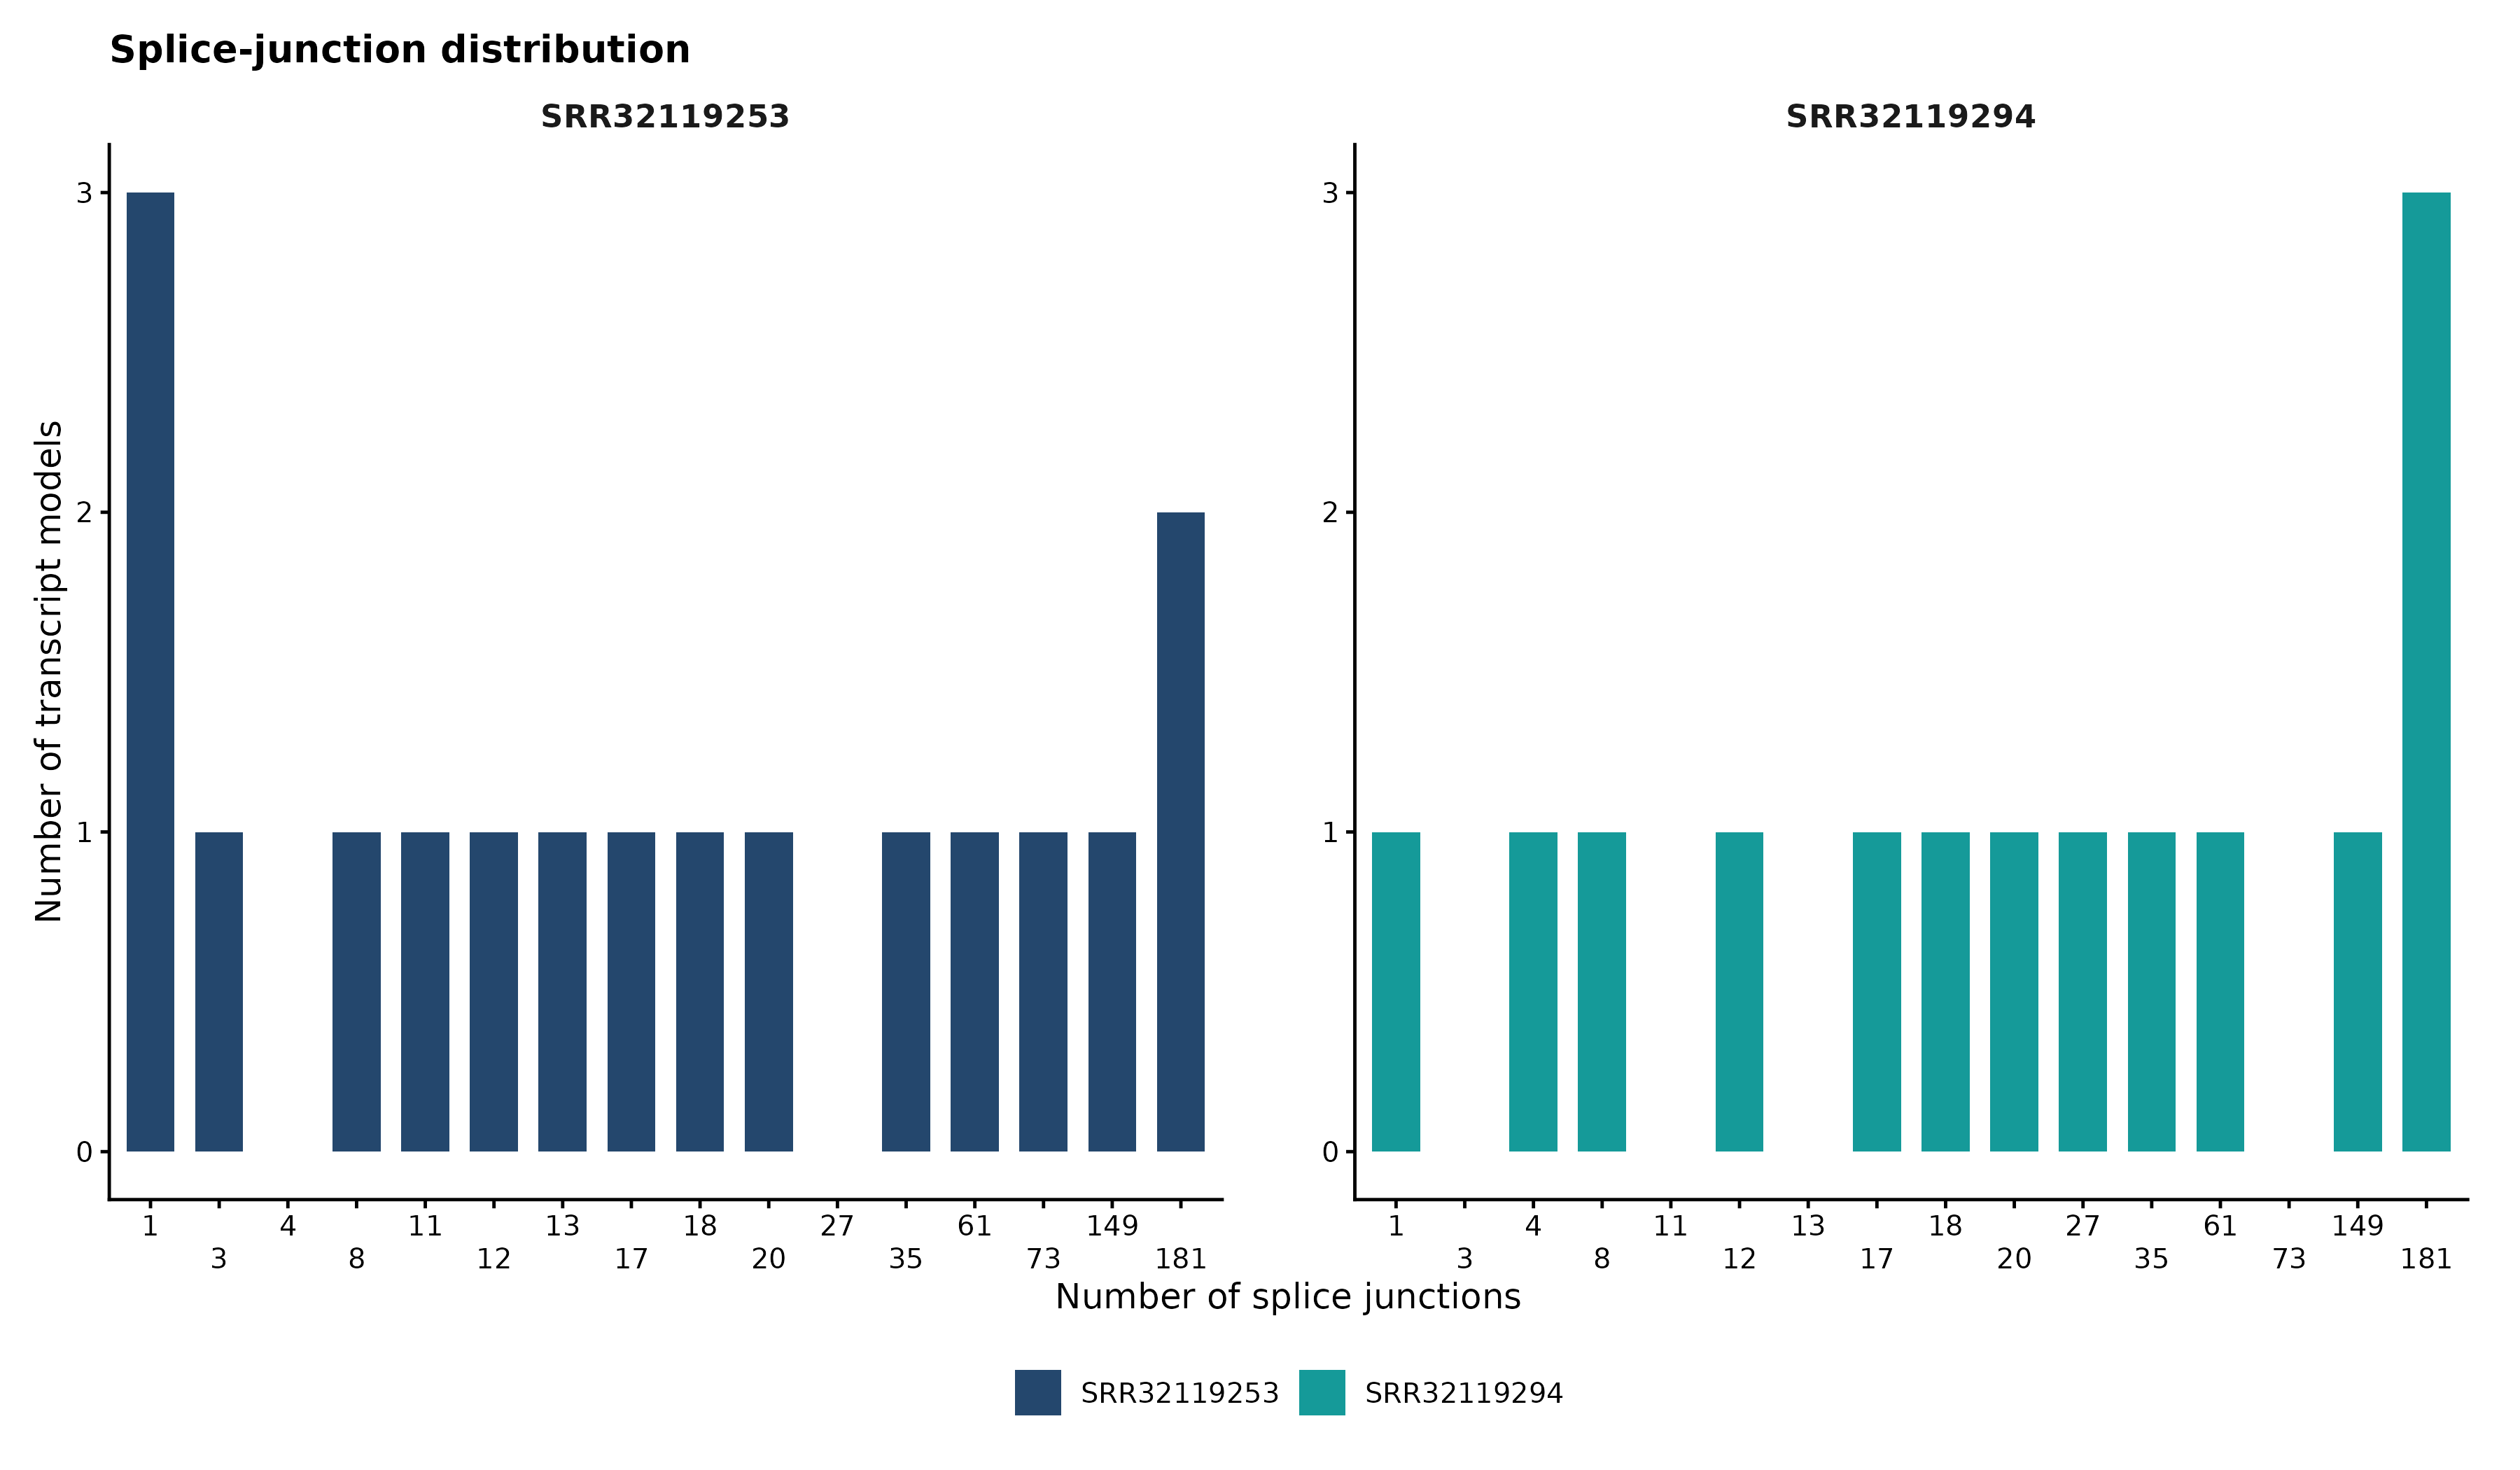 Splice-junction distribution
SRR32119253
SRR32119294
Number of transcript models
3
2
1
0
3
2
1
0
1 4 11 13 18 27 61 149
3 8 12 17 20 35 73 181
1 4 11 13 18 27 61 149
3 8 12 17 20 35 73 181
Number of splice junctions
SRR32119253 SRR32119294